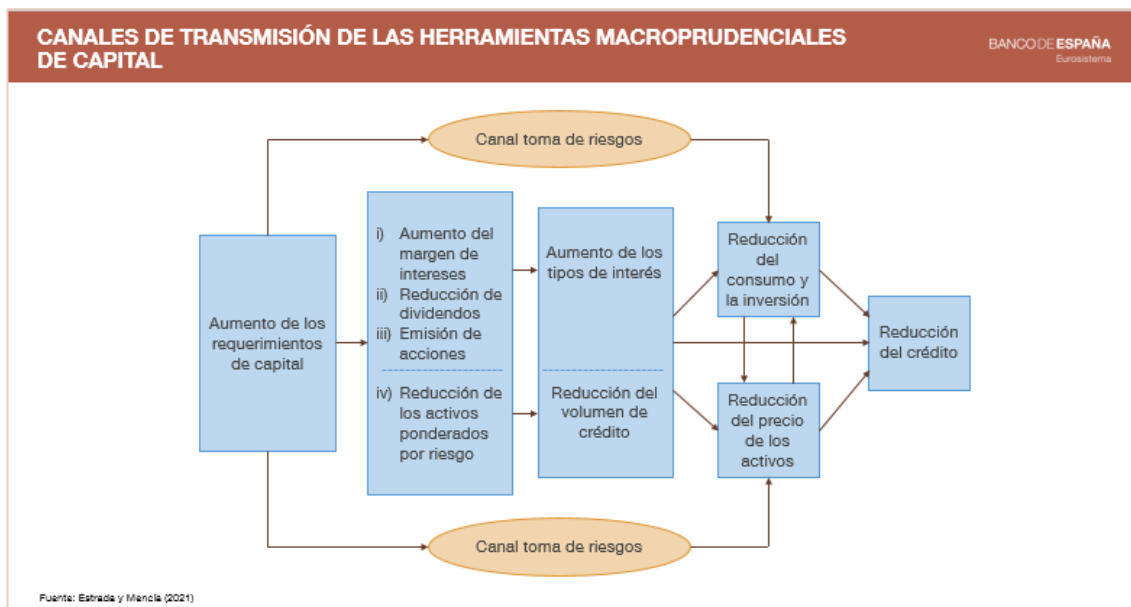 CANALES DE TRANSMISIÓN DE LAS HERRAMIENTAS MACROPRUDENCIALES
DE CAPITAL
BANCO DE ESPAÑA
Eurosistema
Canal toma de riesgos
Aumento de los
requerimientos
de capital
i) Aumento del
margen de
intereses
ii) Reducción de
dividendos
iii) Emisión de
acciones
iv) Reducción de
los activos
ponderados
por riesgo
Aumento de los
tipos de interés
Reducción del
volumen de
crédito
Reducción
del
consumo y
la inversión
Reducción
del precio
de los
activos
Reducción
del crédito
Canal toma de riesgos
Fuente: Estrada y Mencía (2021)